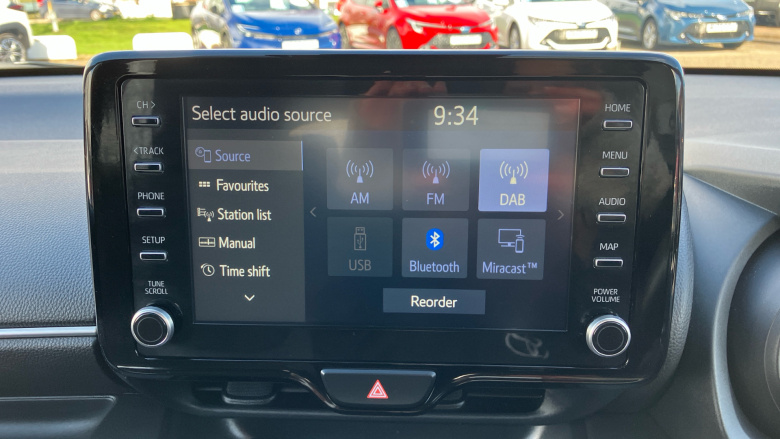 CH >
< TRACK
PHONE
SETUP
TUNE
SCROLL
Select audio source
9:34
Source
Favourites
Station list
Manual
Time shift
AM
FM
DAB
USB
Bluetooth
Miracast™
Reorder
HOME
MENU
AUDIO
MAP
POWER
VOLUME